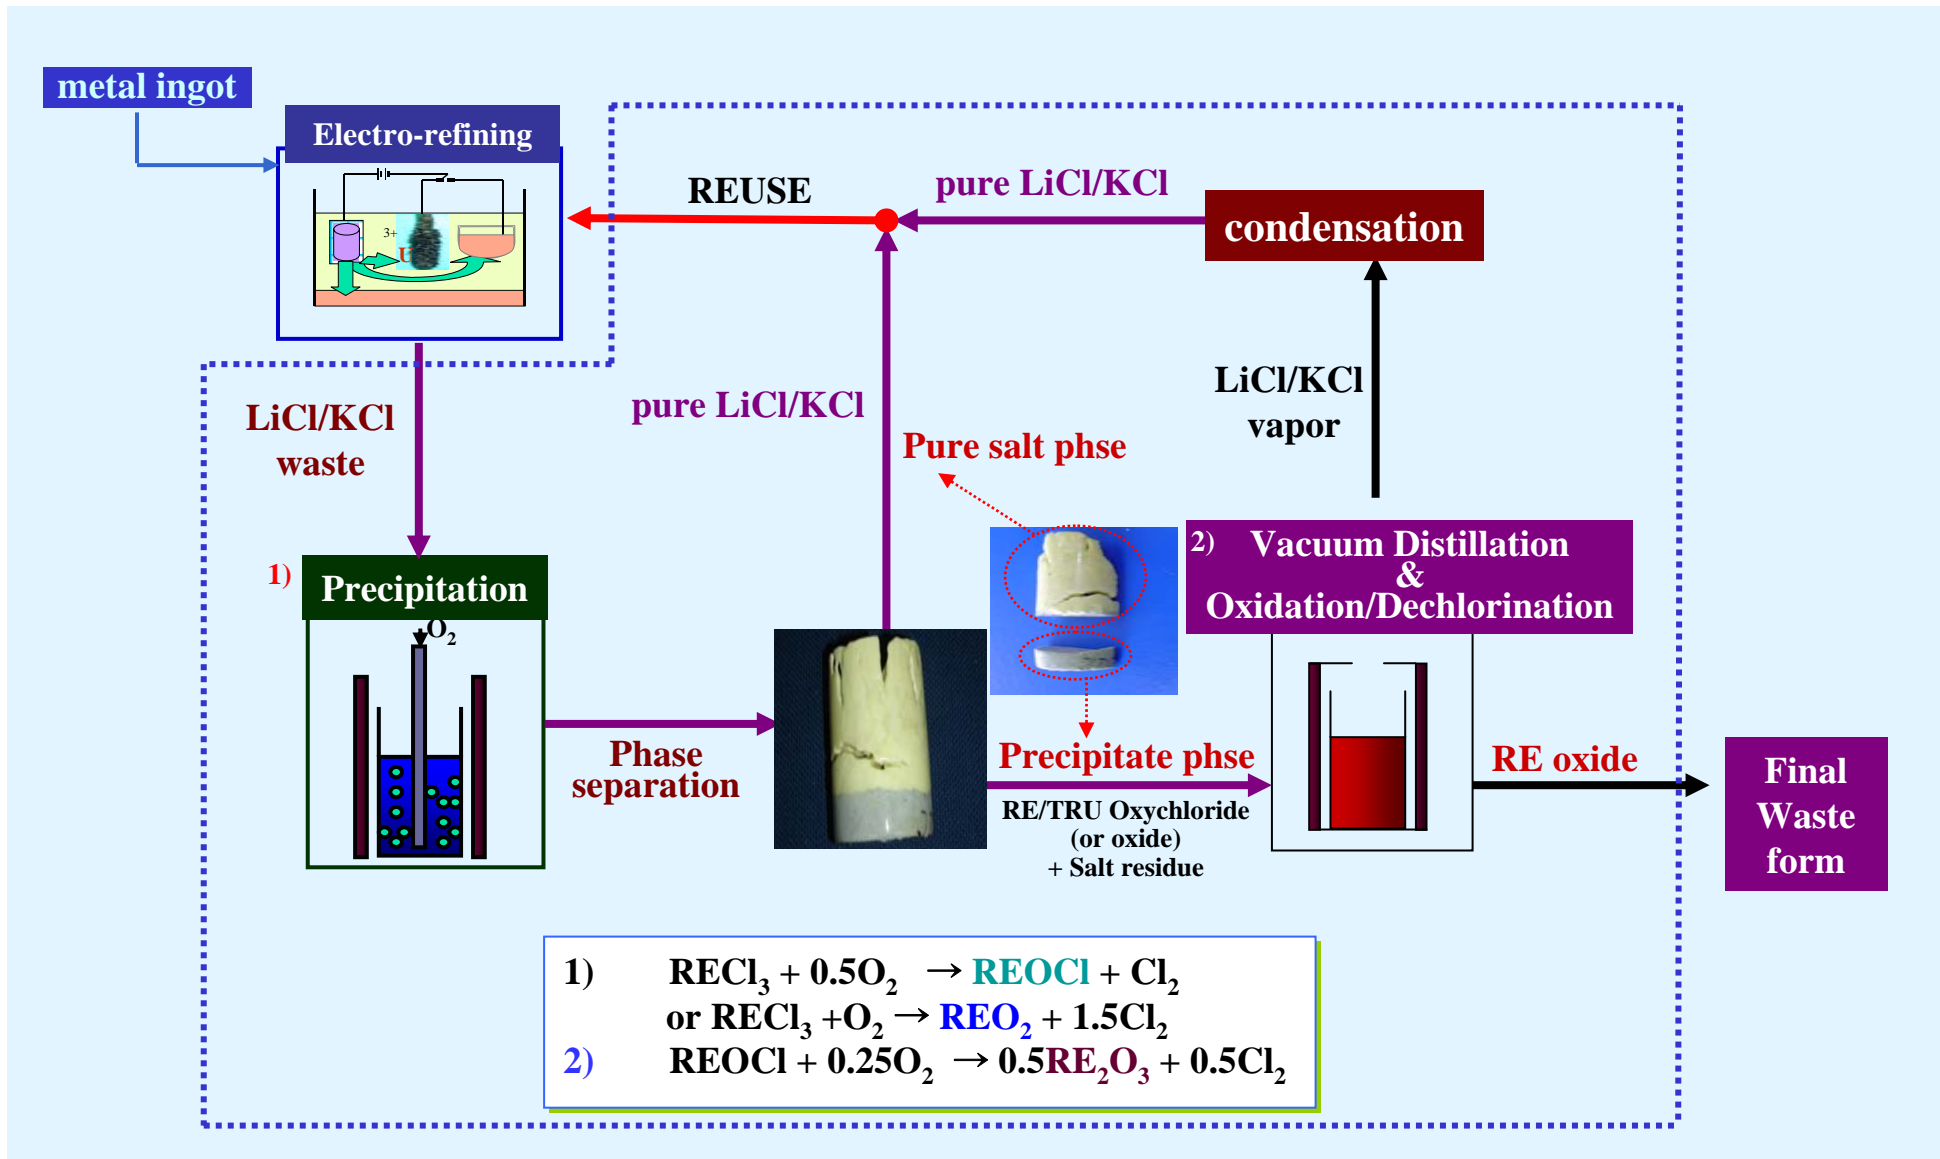 metal ingot
Electro-refining
3+
U
REUSE
pure LiCl/KCl
condensation
LiCl/KCl
waste
pure LiCl/KCl
LiCl/KCl
vapor
Pure salt phse
1)
Precipitation
O₂
2) Vacuum Distillation
&
Oxidation/Dechlorination
Phase
separation
Precipitate phse
RE/TRU Oxychloride
(or oxide)
+ Salt residue
RE oxide
Final
Waste
form
1) RECl₃ + 0.5O₂ → REOCl + Cl₂
or RECl₃ +O₂ → REO₂ + 1.5Cl₂
2) REOCl + 0.25O₂ → 0.5RE₂O₃ + 0.5Cl₂